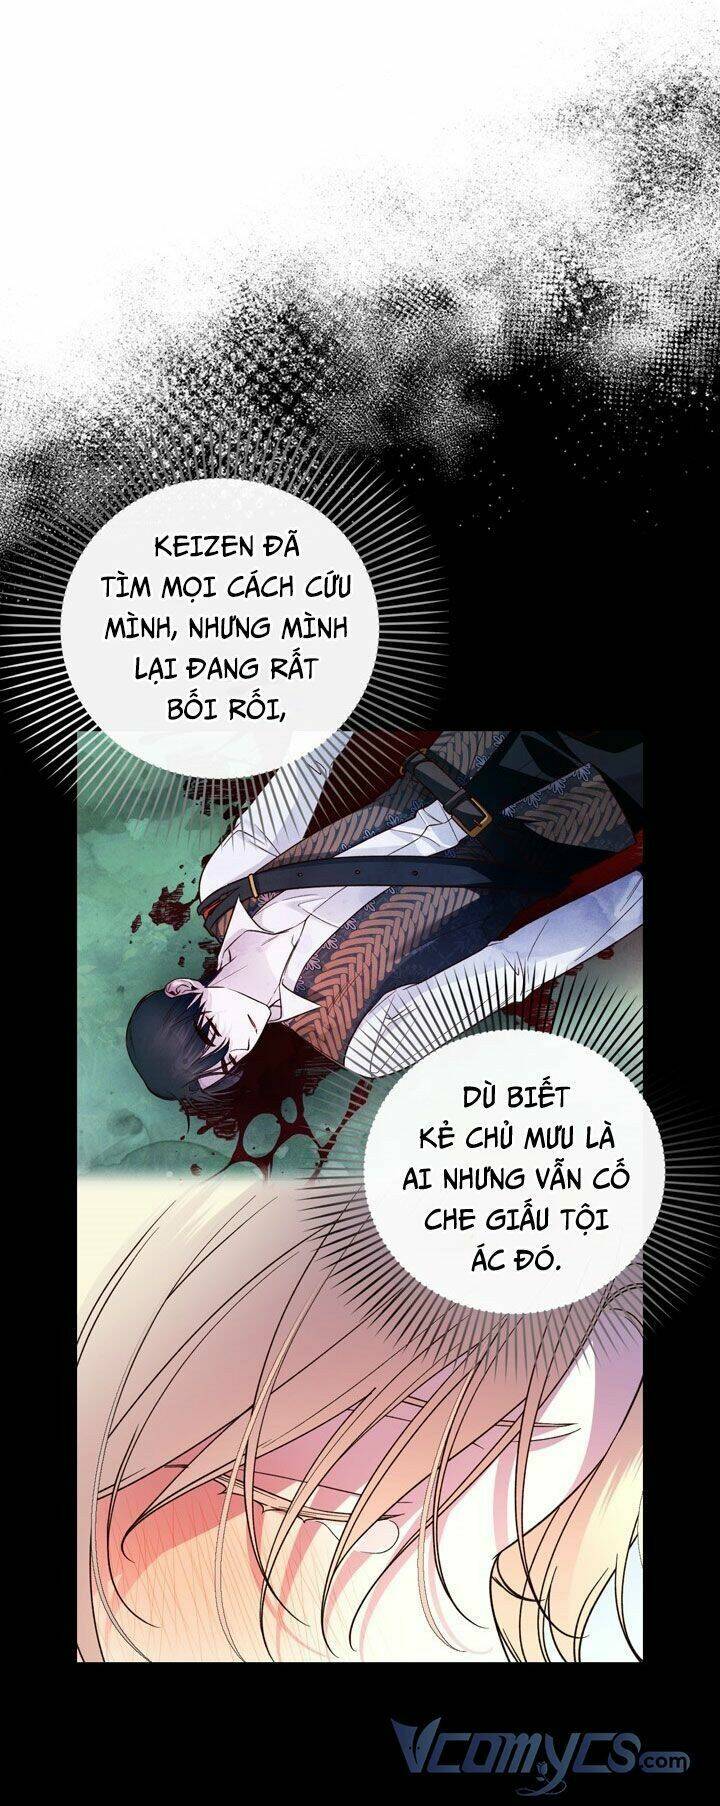 KEIZEN ĐÃ
TÌM MỌI CÁCH CỨU
MÌNH, NHƯNG MÌNH
LẠI ĐANG RẤT
BỐI RỐI,
DÙ BIẾT
KẺ CHỦ MƯU LÀ
AI NHƯNG VẪN CỐ
CHE GIẤU TỘI
ÁC ĐÓ.
VCOMYCS.com